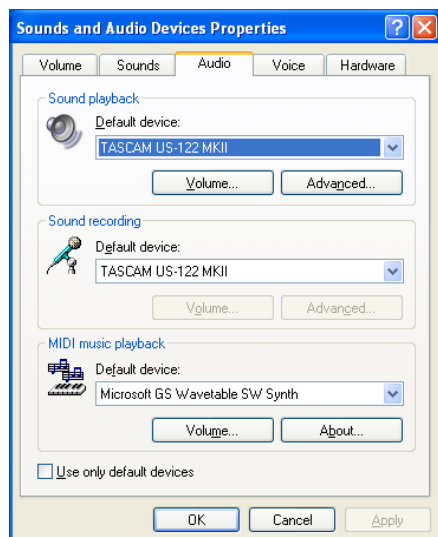 Sounds and Audio Devices Properties
Volume Sounds Audio Voice Hardware
Sound playback
Default device:
TASCAM US-122 MKII
Volume... Advanced...
Sound recording
Default device:
TASCAM US-122 MKII
Volume... Advanced...
MIDI music playback
Default device:
Microsoft GS Wavetable SW Synth
Volume... About...
Use only default devices
OK Cancel Apply